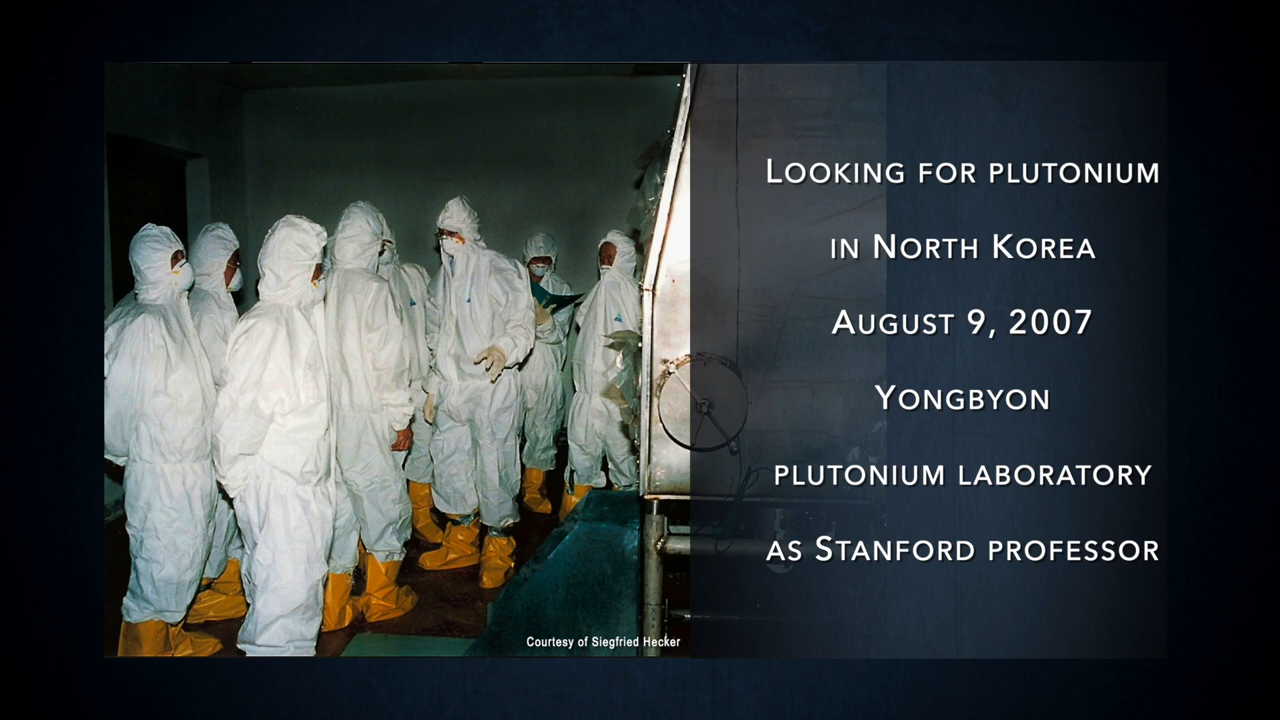 Looking for plutonium
in North Korea
August 9, 2007
Yongbyon
plutonium laboratory
as Stanford professor
Courtesy of Siegfried Hecker